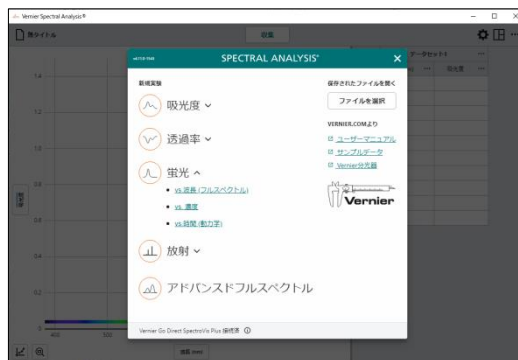 Vernier Spectral Analysis®
無タイトル
収集
データセット1
吸光度
1.4
1.2
1.0
0.8
0.6
0.4
0.2
400
500
波長 (nm)
SPECTRAL ANALYSIS®
新規実験
吸光度
透過率
蛍光
vs.波長 (フルスペクトル)
vs. 濃度
vs.時間 (動力学)
放射
アドバンスドフルスペクトル
保存されたファイルを開く
ファイルを選択
VERNIER.COMより
ユーザーマニュアル
サンプルデータ
Vernier分光器
Vernier
Vernier Go Direct SpectroVis Plus 接続済